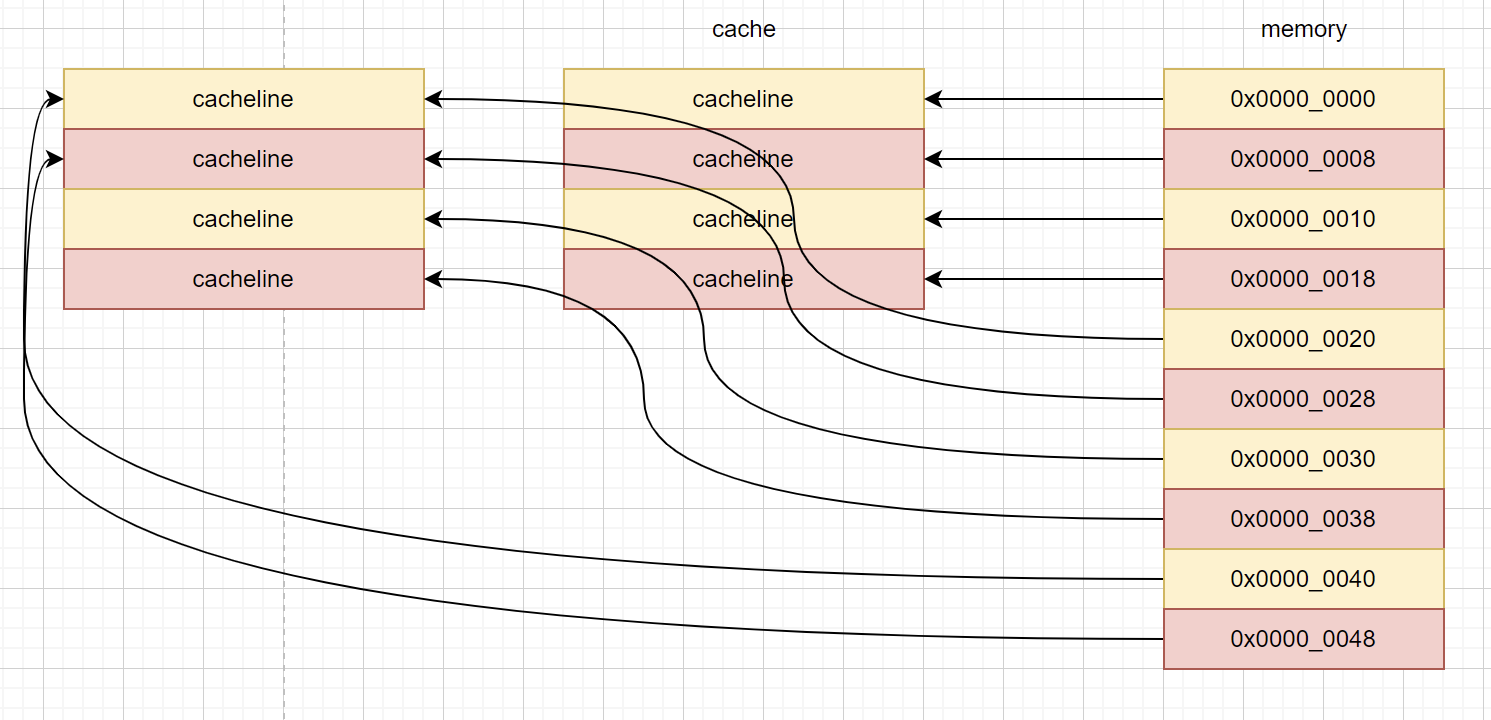 cache
memory
cacheline
cacheline
0x0000_0000
cacheline
cacheline
0x0000_0008
cacheline
cacheline
0x0000_0010
cacheline
cacheline
0x0000_0018
0x0000_0020
0x0000_0028
0x0000_0030
0x0000_0038
0x0000_0040
0x0000_0048